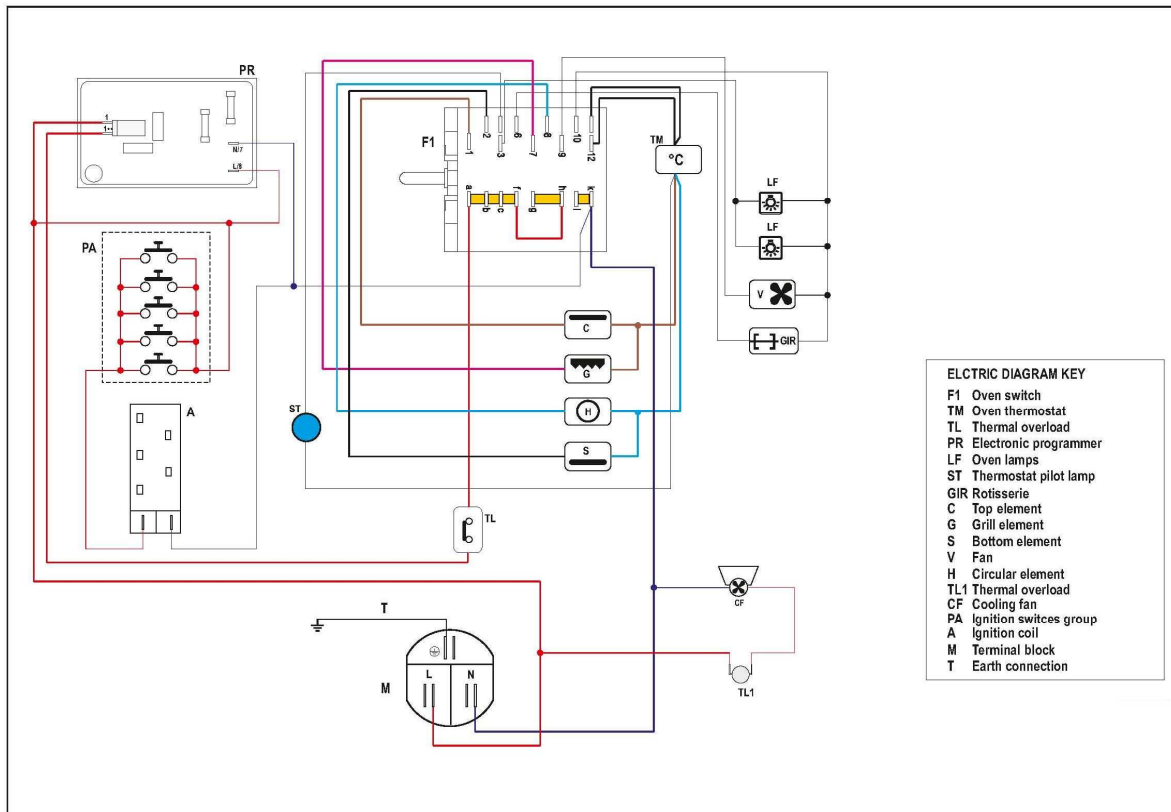 PR
1
1
N/7
L/8
PA
A
F1
1
2
3
6
7
8
9
10
12
a
b
c
f
g
h
i
k
TM
°C
LF
LF
V
GIR
C
G
H
S
ST
TL
T
M
L
N
CF
TL1
ELCTRIC DIAGRAM KEY
F1 Oven switch
TM Oven thermostat
TL Thermal overload
PR Electronic programmer
LF Oven lamps
ST Thermostat pilot lamp
GIR Rotisserie
C Top element
G Grill element
S Bottom element
V Fan
H Circular element
TL1 Thermal overload
CF Cooling fan
PA Ignition switces group
A Ignition coil
M Terminal block
T Earth connection